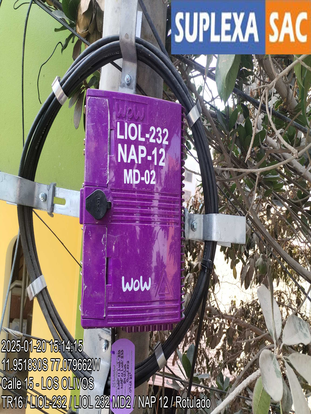 SUPLEXA SAC
WOW
LIOL-232
NAP-12
MD-02
WOW
2025-01-20 15:14:15
11.951830S 77.079662W
Calle 15 - LOS OLIVOS
TR16 / LIOL-232 / LIOL 232 MD2 / NAP 12 / Rotulado